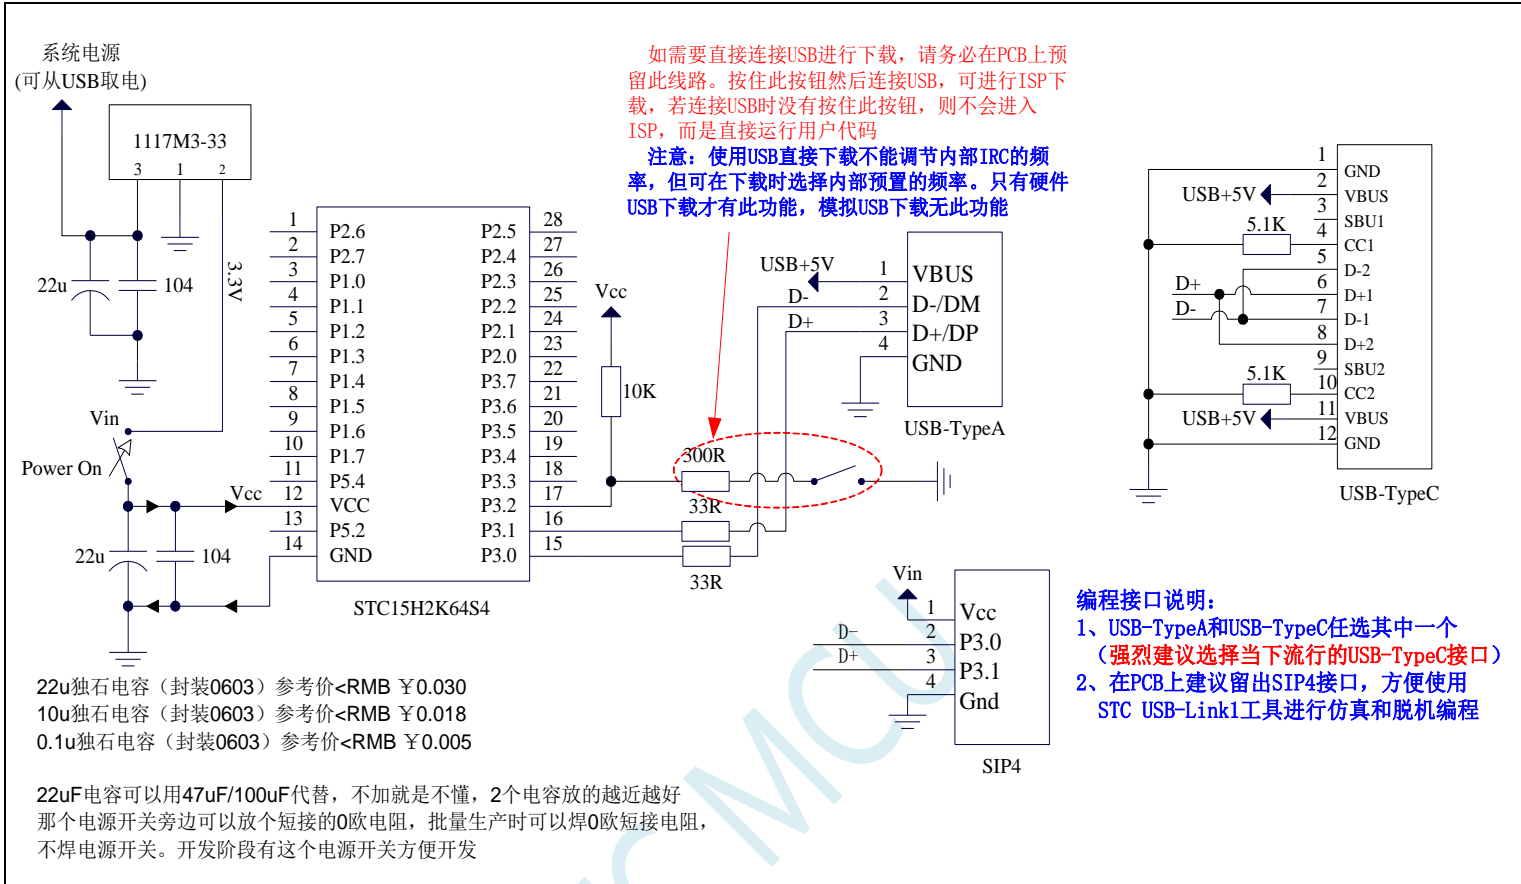 系统电源
(可从USB取电)
1117M3-33
3 1 2
22u
104
3.3V
Vin
Power On
Vcc
22u
104
1 P2.6
2 P2.7
3 P1.0
4 P1.1
5 P1.2
6 P1.3
7 P1.4
8 P1.5
9 P1.6
10 P1.7
11 P5.4
12 VCC
13 P5.2
14 GND
P2.5 28
P2.4 27
P2.3 26
P2.2 25
P2.1 24
P2.0 23
P3.7 22
P3.6 21
P3.5 20
P3.4 19
P3.3 18
P3.2 17
P3.1 16
P3.0 15
STC15H2K64S4
如需要直接连接USB进行下载，请务必在PCB上预
留此线路。按住此按钮然后连接USB，可进行ISP下
载，若连接USB时没有按住此按钮，则不会进入
ISP，而是直接运行用户代码
注意：使用USB直接下载不能调节内部IRC的频
率，但可在下载时选择内部预置的频率。只有硬件
USB下载才有此功能，模拟USB下载无此功能
Vcc
10K
300R
33R
33R
USB+5V
D-
D+
1 VBUS
2 D-/DM
3 D+/DP
4 GND
USB-TypeA
USB+5V
5.1K
D+
D-
5.1K
USB+5V
1 GND
2 VBUS
3 SBU1
4 CC1
5 D-2
6 D+1
7 D-1
8 D+2
9 SBU2
10 CC2
11 VBUS
12 GND
USB-TypeC
Vin
D-
D+
1 Vcc
2 P3.0
3 P3.1
4 Gnd
SIP4
编程接口说明：
1、USB-TypeA和USB-TypeC任选其中一个
（强烈建议选择当下流行的USB-TypeC接口）
2、在PCB上建议留出SIP4接口，方便使用
STC USB-Link1工具进行仿真和脱机编程
22u独石电容（封装0603）参考价<RMB ￥0.030
10u独石电容（封装0603）参考价<RMB ￥0.018
0.1u独石电容（封装0603）参考价<RMB ￥0.005
22uF电容可以用47uF/100uF代替，不加就是不懂，2个电容放的越近越好
那个电源开关旁边可以放个短接的0欧电阻，批量生产时可以焊0欧短接电阻，
不焊电源开关。开发阶段有这个电源开关方便开发
MCU